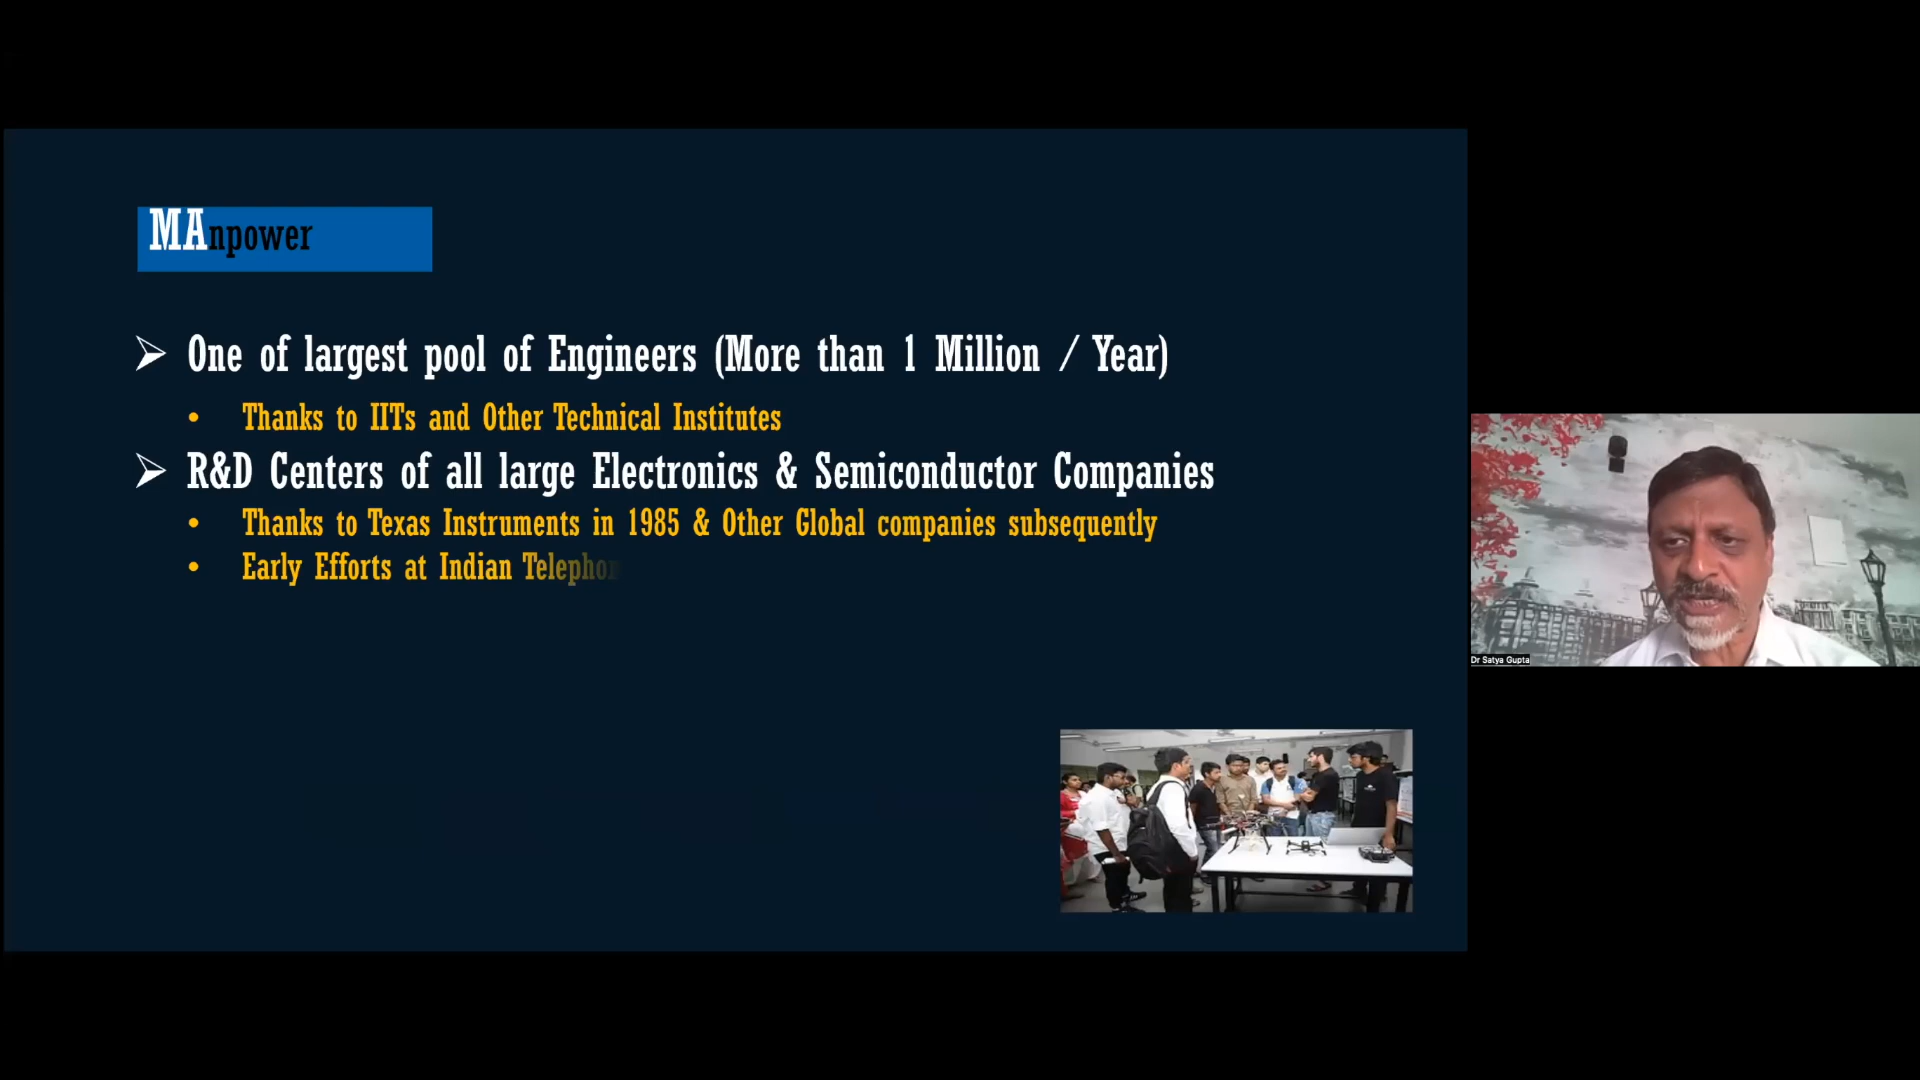 MAnpower
One of largest pool of Engineers (More than 1 Million / Year)
Thanks to IITs and Other Technical Institutes
R&D Centers of all large Electronics & Semiconductor Companies
Thanks to Texas Instruments in 1985 & Other Global companies subsequently
Early Efforts at Indian
Dr Satya Gupta